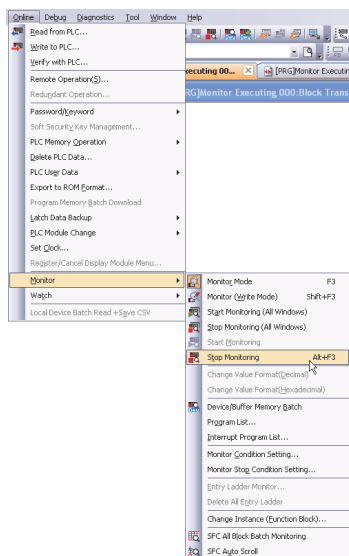 Online Debug Diagnostics Tool Window Help
Read from PLC...
Write to PLC...
Verify with PLC...
Remote Operation(S)...
Redundant Operation...
Password/Keyword
Soft Security Key Management...
PLC Memory Operation
Delete PLC Data...
PLC User Data
Export to ROM Format...
Program Memory Batch Download
Latch Data Backup
PLC Module Change
Set Clock...
Register/Cancel Display Module Menu...
Monitor
Watch
Local Device Batch Read +Save CSV
ecuting 00... [PRG]Monitor Executin
RG]Monitor Executing 000:Block Trans
Monitor Mode F3
Monitor (Write Mode) Shift+F3
Start Monitoring (All Windows)
Stop Monitoring (All Windows)
Start Monitoring
Stop Monitoring Alt+F3
Change Value Format(Decimal)
Change Value Format(Hexadecimal)
Device/Buffer Memory Batch
Program List...
Interrupt Program List...
Monitor Condition Setting...
Monitor Stop Condition Setting...
Entry Ladder Monitor...
Delete All Entry Ladder
Change Instance (Function Block)...
SFC All Block Batch Monitoring
SFC Auto Scroll